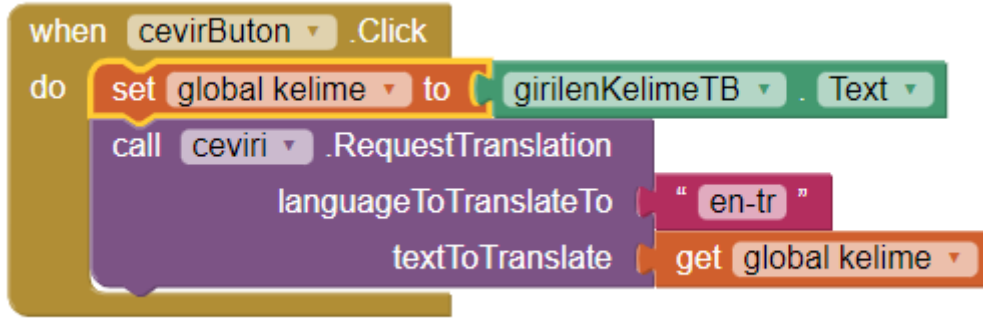 when cevirButon .Click
do set global kelime to girilenKelimeTB . Text
call ceviri .RequestTranslation
languageToTranslateTo “ en-tr ”
textToTranslate get global kelime